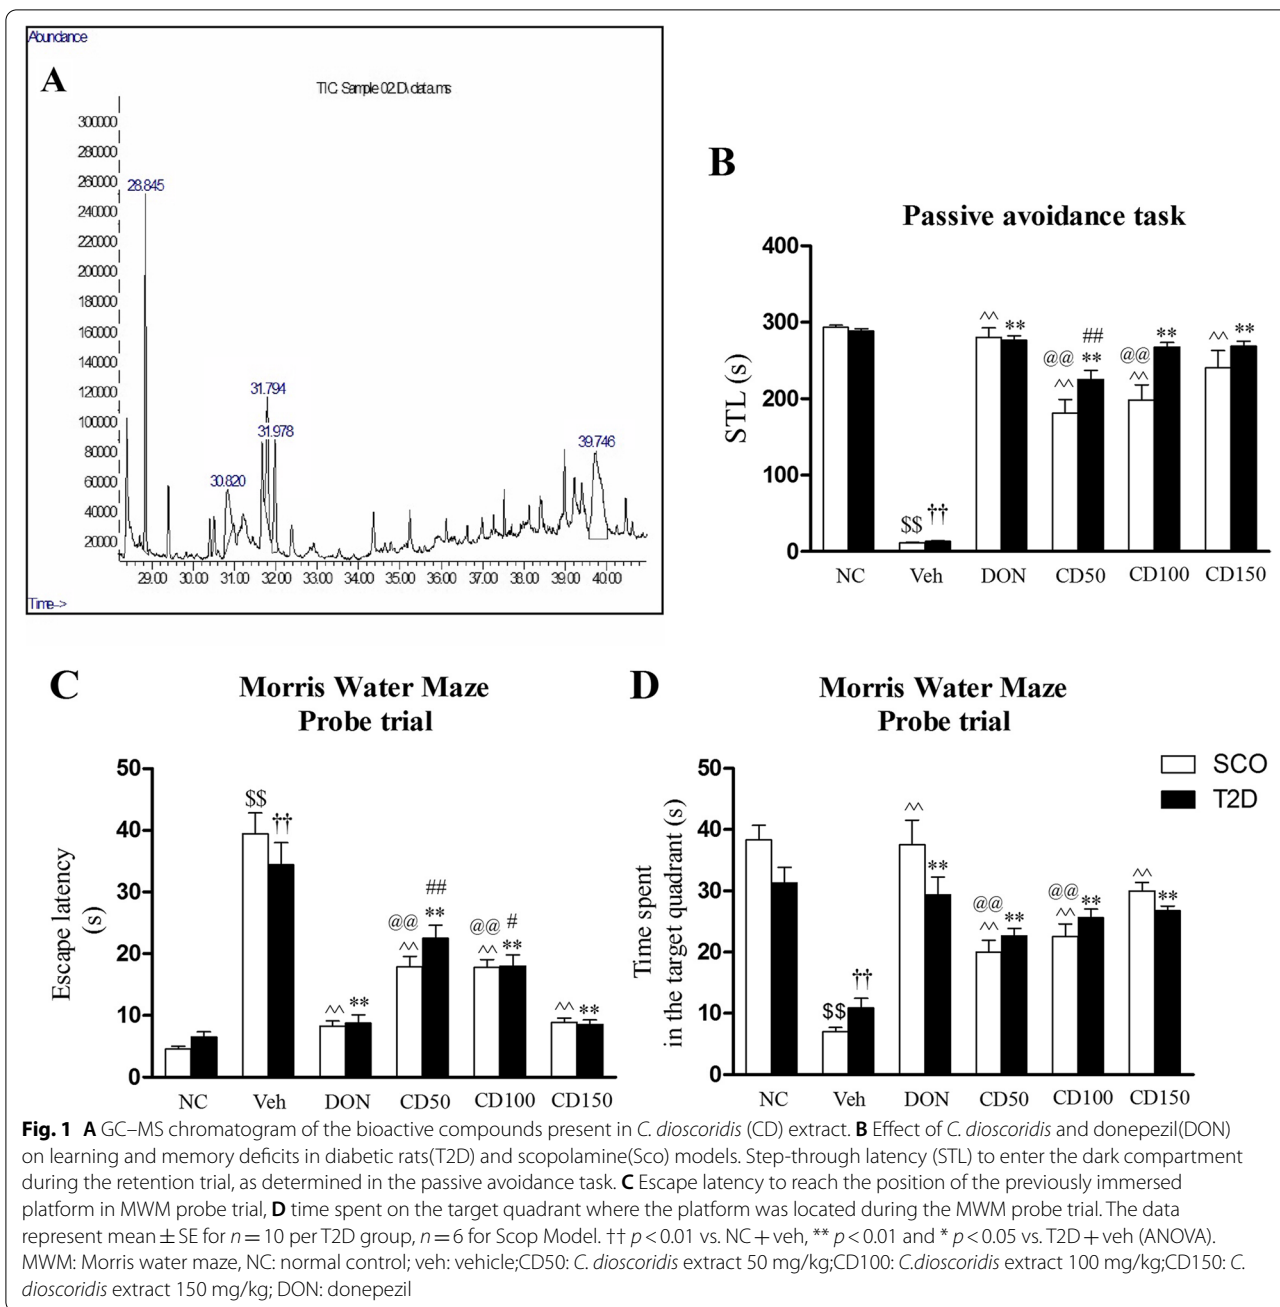 Abundance
A
TIC: Sample 02.D\data.ms
300000
280000
260000
240000
220000
200000
180000
160000
140000
120000
100000
80000
60000
40000
20000
28.845
30.820
31.794
31.978
39.746
29.00 30.00 31.00 32.00 33.00 34.00 35.00 36.00 37.00 38.00 39.00 40.00
Time-->
B
Passive avoidance task
STL (s)
400
300
200
100
0
$$ †† ^^ ** @@ ^^ ## ** @@ ^^ ** ^^ **
NC Veh DON CD50 CD100 CD150
C
Morris Water Maze
Probe trial
Escape latency
(s)
50
40
30
20
10
0
$$ †† ^^ ** @@ ^^ ## ** @@ ^^ # ** ^^ **
NC Veh DON CD50 CD100 CD150
D
Morris Water Maze
Probe trial
Time spent
in the target quadrant (s)
50
40
30
20
10
0
$$ †† ^^ ** @@ ^^ ** @@ ^^ ** ^^ **
NC Veh DON CD50 CD100 CD150
SCO
T2D
Fig. 1 A GC–MS chromatogram of the bioactive compounds present in C. dioscoridis (CD) extract. B Effect of C. dioscoridis and donepezil(DON)
on learning and memory deficits in diabetic rats(T2D) and scopolamine(Sco) models. Step-through latency (STL) to enter the dark compartment
during the retention trial, as determined in the passive avoidance task. C Escape latency to reach the position of the previously immersed
platform in MWM probe trial, D time spent on the target quadrant where the platform was located during the MWM probe trial. The data
represent mean ± SE for n = 10 per T2D group, n = 6 for Scop Model. †† p < 0.01 vs. NC + veh, ** p < 0.01 and * p < 0.05 vs. T2D + veh (ANOVA).
MWM: Morris water maze, NC: normal control; veh: vehicle;CD50: C. dioscoridis extract 50 mg/kg;CD100: C.dioscoridis extract 100 mg/kg;CD150: C.
dioscoridis extract 150 mg/kg; DON: donepezil